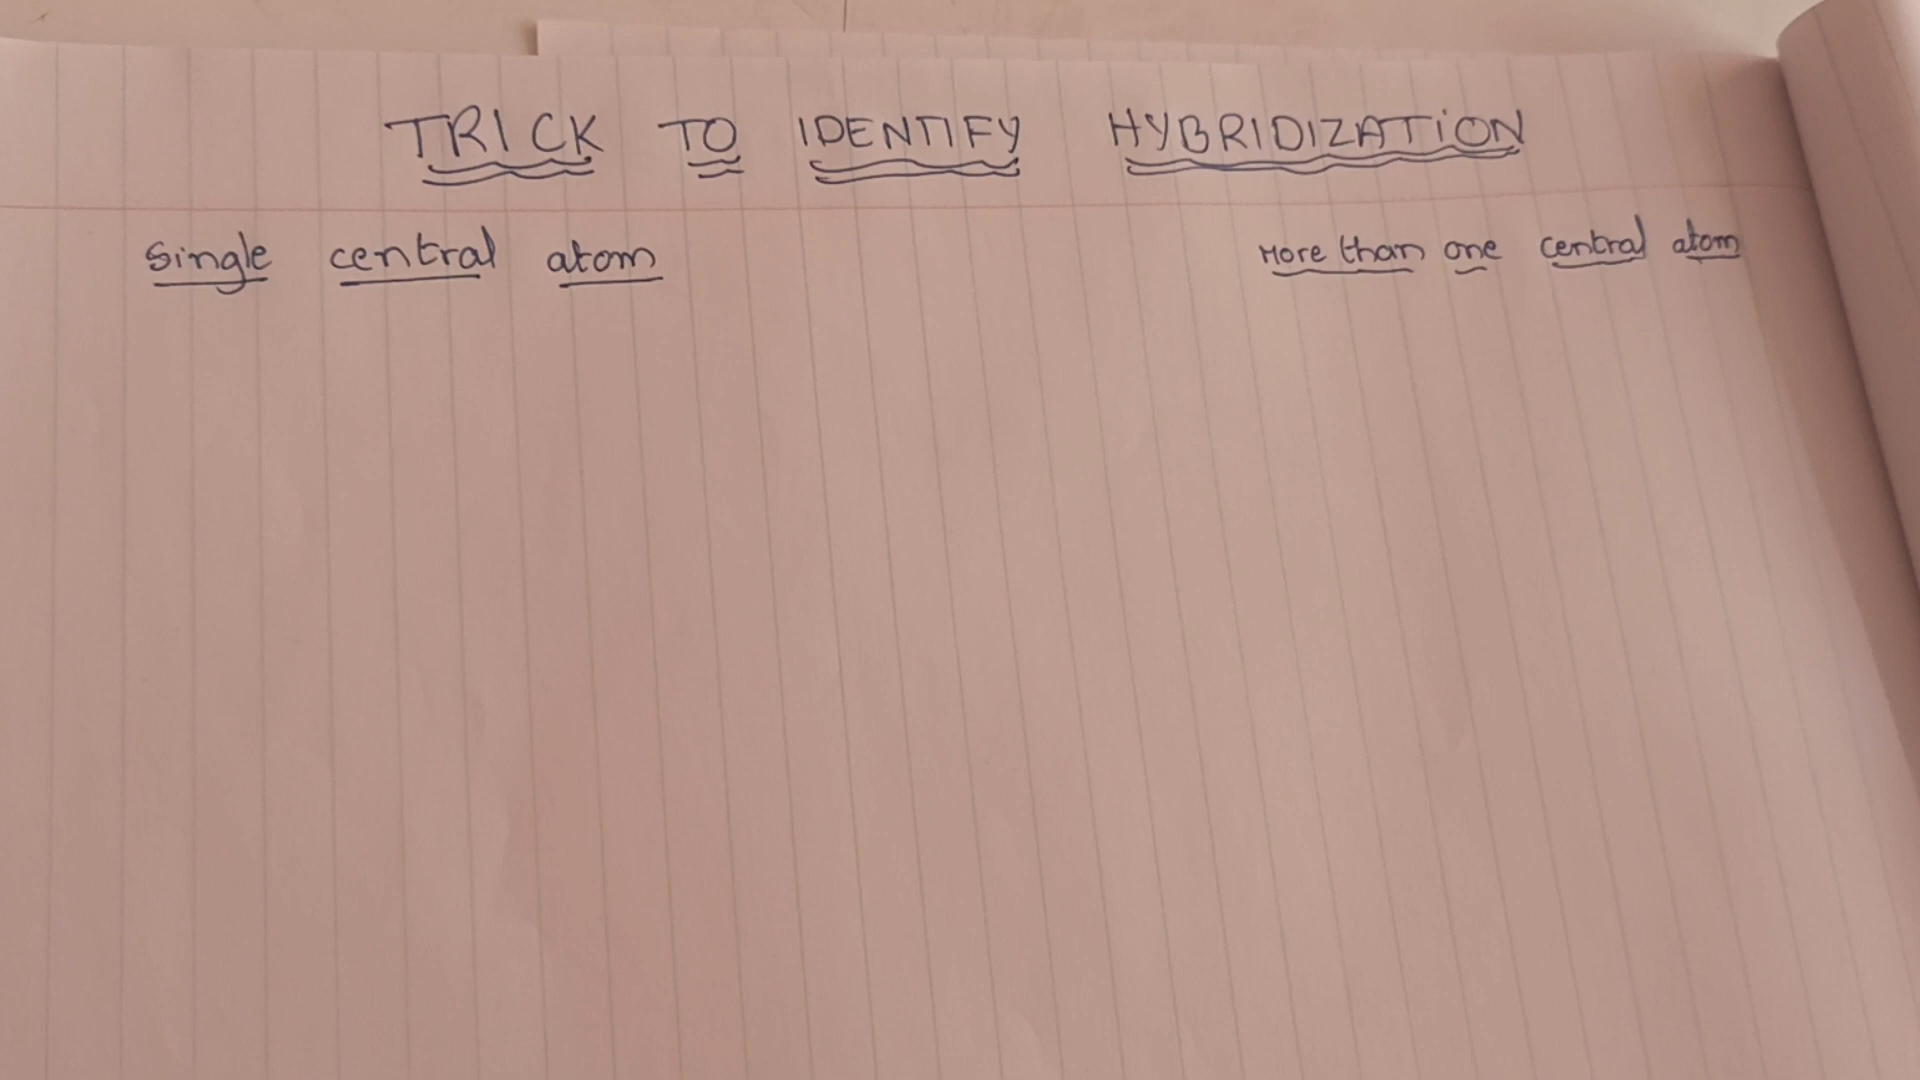 TRICK TO IDENTIFY HYBRIDIZATION
Single central atom
More than one central atom